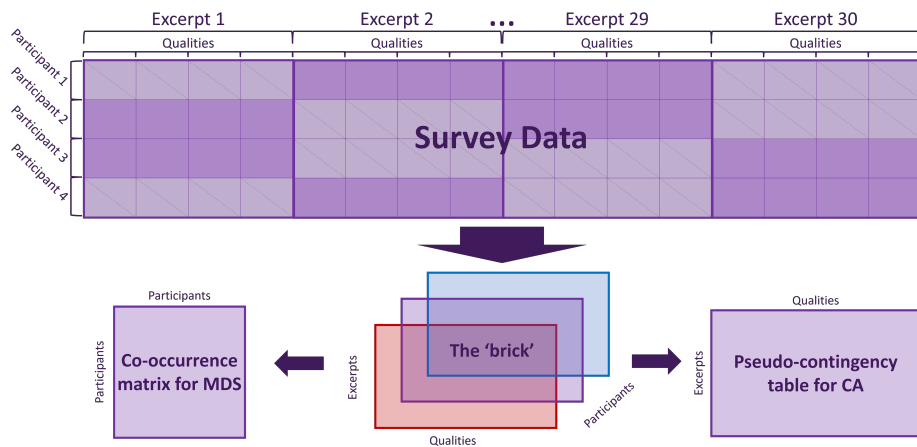 Excerpt 1
Excerpt 2
...
Excerpt 29
Excerpt 30
Qualities
Qualities
Qualities
Qualities
Participant 1
Participant 2
Participant 3
Participant 4
Survey Data
Participants
Participants
Co-occurrence
matrix for MDS
Excerpts
The ‘brick’
Participants
Qualities
Qualities
Excerpts
Pseudo-contingency
table for CA